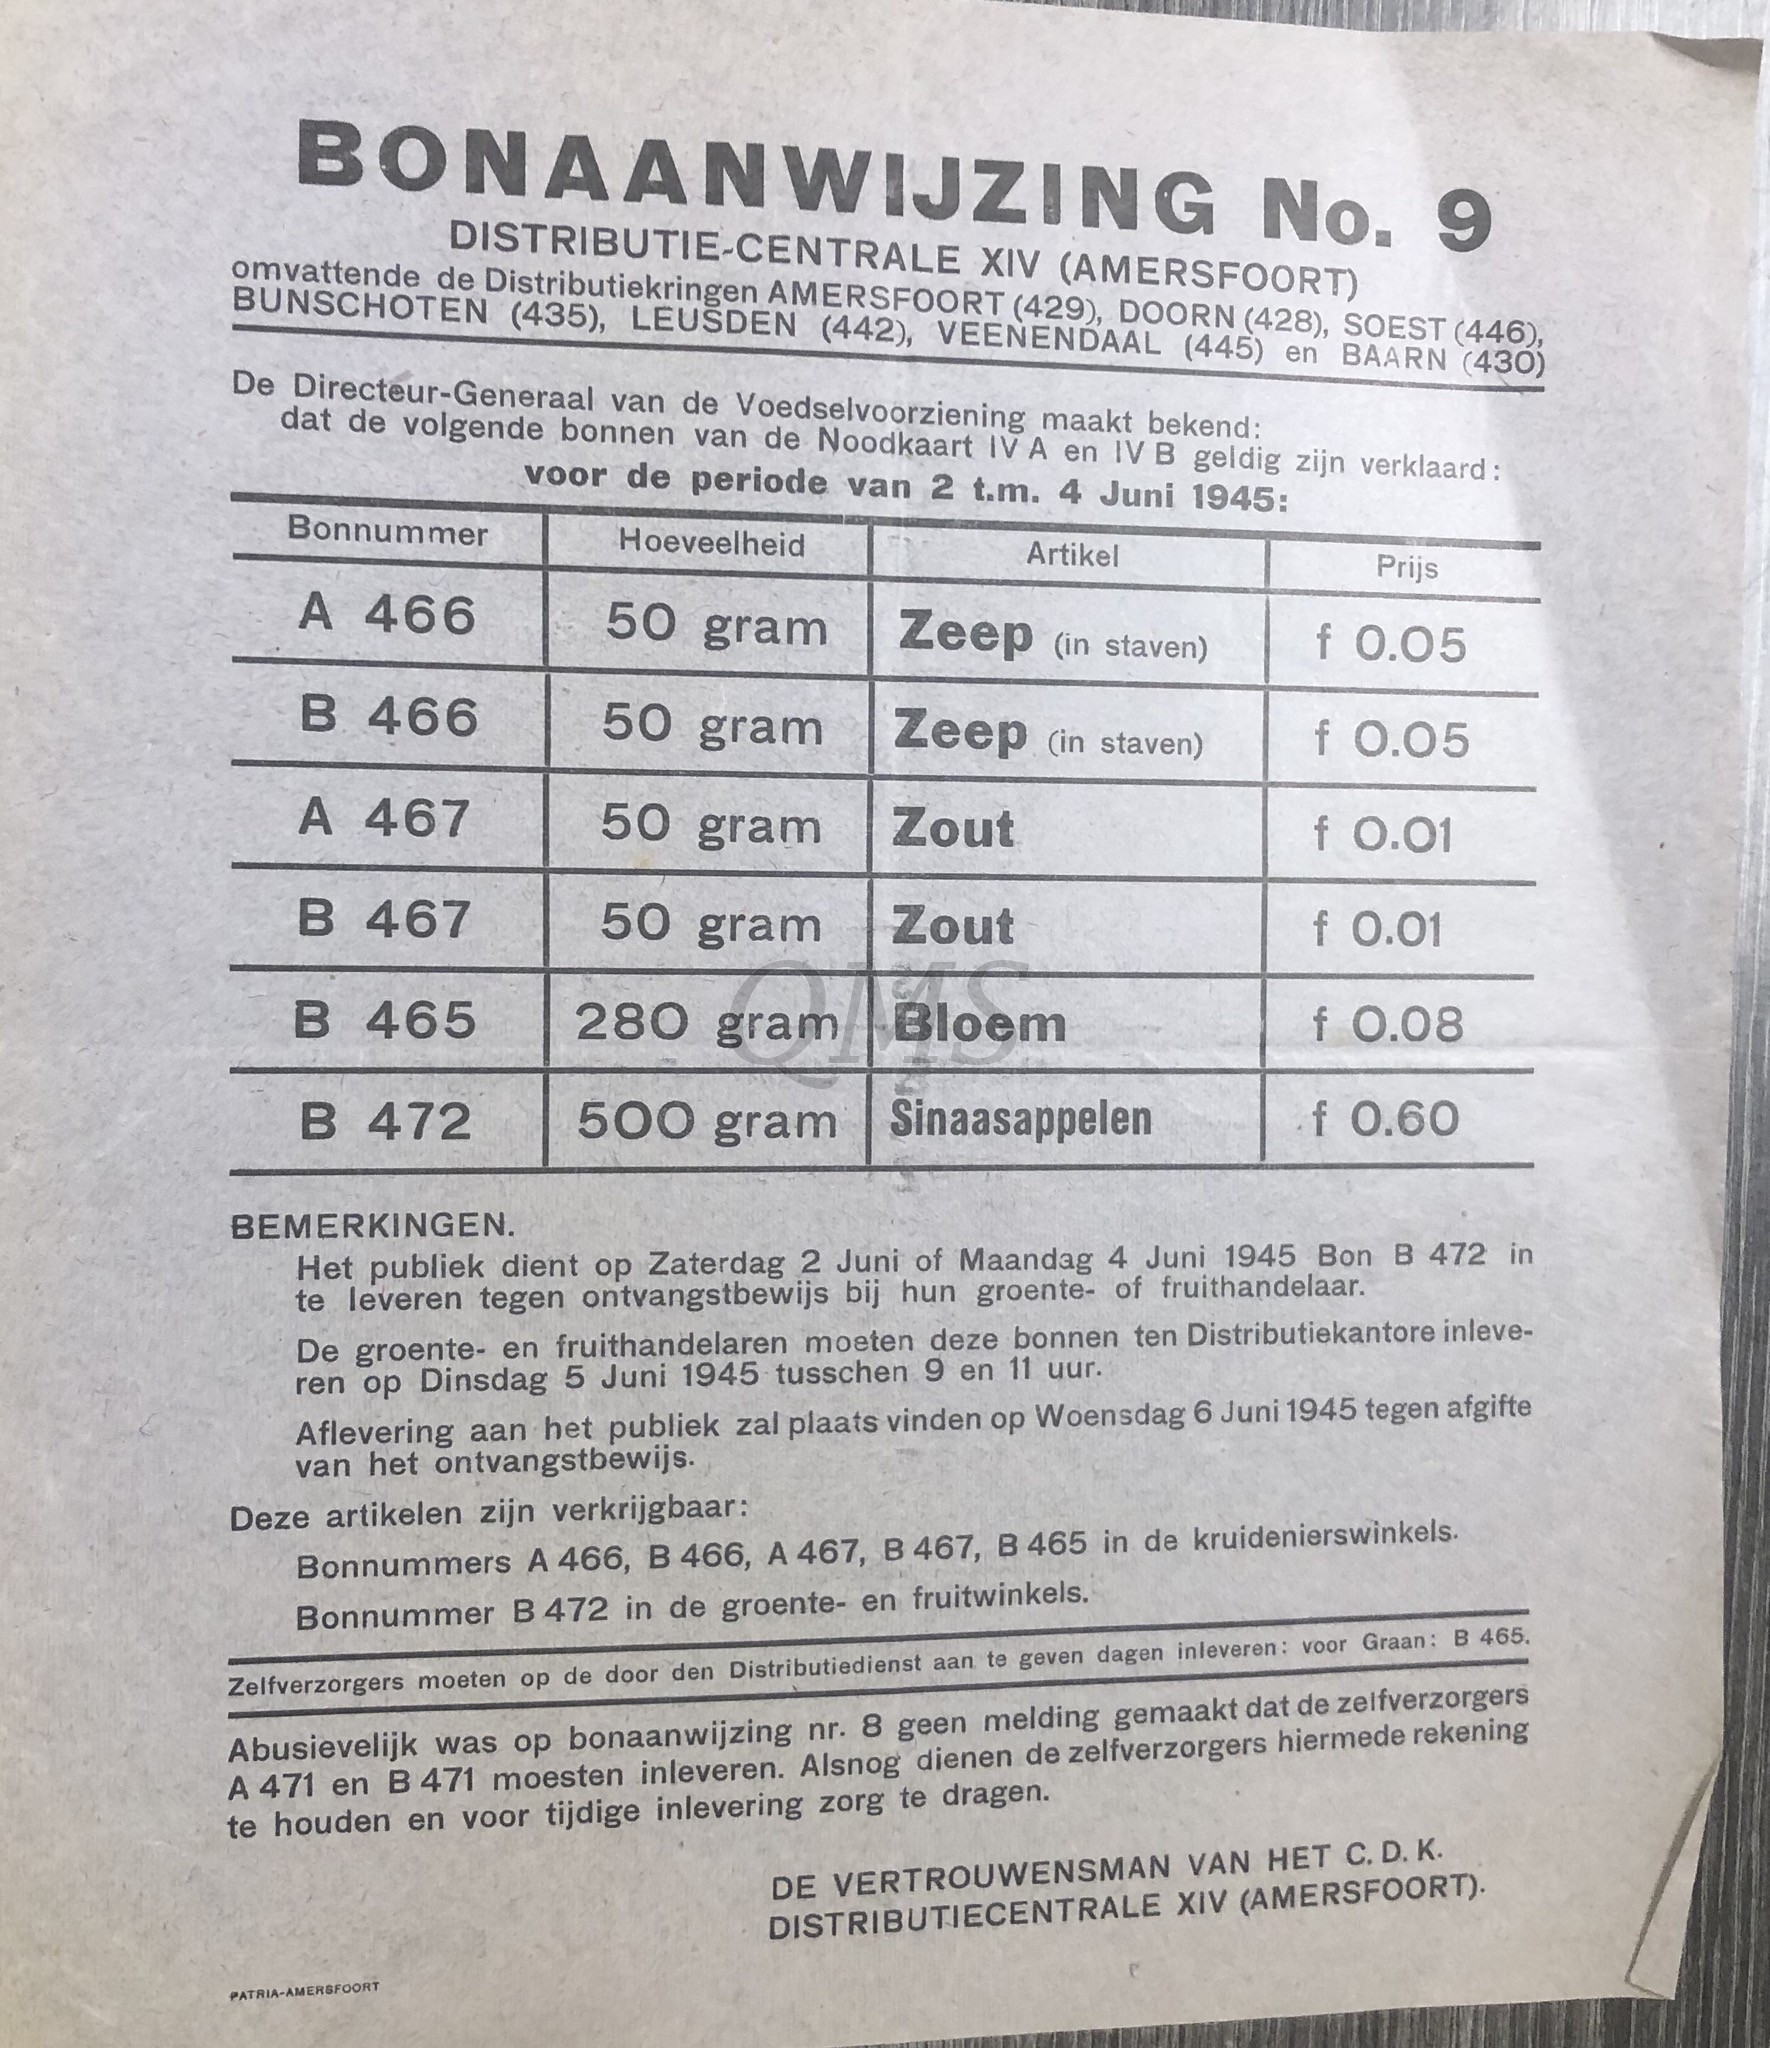 BONAANWIJZING No. 9
DISTRIBUTIE-CENTRALE XIV (AMERSFOORT)
omvattende de Distributiekringen AMERSFOORT (429), DOORN (428), SOEST (446),
BUNSCHOTEN (435), LEUSDEN (442), VEENENDAAL (445) en BAARN (430)
De Directeur-Generaal van de Voedselvoorziening maakt bekend:
dat de volgende bonnen van de Noodkaart IV A en IV B geldig zijn verklaard:
voor de periode van 2 t.m. 4 Juni 1945:
Bonnummer Hoeveelheid Artikel Prijs
A 466 50 gram Zeep (in staven) f 0.05
B 466 50 gram Zeep (in staven) f 0.05
A 467 50 gram Zout f 0.01
B 467 50 gram Zout f 0.01
B 465 280 gram Bloem f 0.08
QMS
B 472 500 gram Sinaasappelen f 0.60
BEMERKINGEN.
Het publiek dient op Zaterdag 2 Juni of Maandag 4 Juni 1945 Bon B 472 in
te leveren tegen ontvangstbewijs bij hun groente- of fruithandelaar.
De groente- en fruithandelaren moeten deze bonnen ten Distributiekantore inleve-
ren op Dinsdag 5 Juni 1945 tusschen 9 en 11 uur.
Aflevering aan het publiek zal plaats vinden op Woensdag 6 Juni 1945 tegen afgifte
van het ontvangstbewijs.
Deze artikelen zijn verkrijgbaar:
Bonnummers A 466, B 466, A 467, B 467, B 465 in de kruidenierswinkels.
Bonnummer B 472 in de groente- en fruitwinkels.
Zelfverzorgers moeten op de door den Distributiedienst aan te geven dagen inleveren: voor Graan: B 465.
Abusievelijk was op bonaanwijzing nr. 8 geen melding gemaakt dat de zelfverzorgers
A 471 en B 471 moesten inleveren. Alsnog dienen de zelfverzorgers hiermede rekening
te houden en voor tijdige inlevering zorg te dragen.
DE VERTROUWENSMAN VAN HET C. D. K.
DISTRIBUTIECENTRALE XIV (AMERSFOORT).
PATRIA-AMERSFOORT